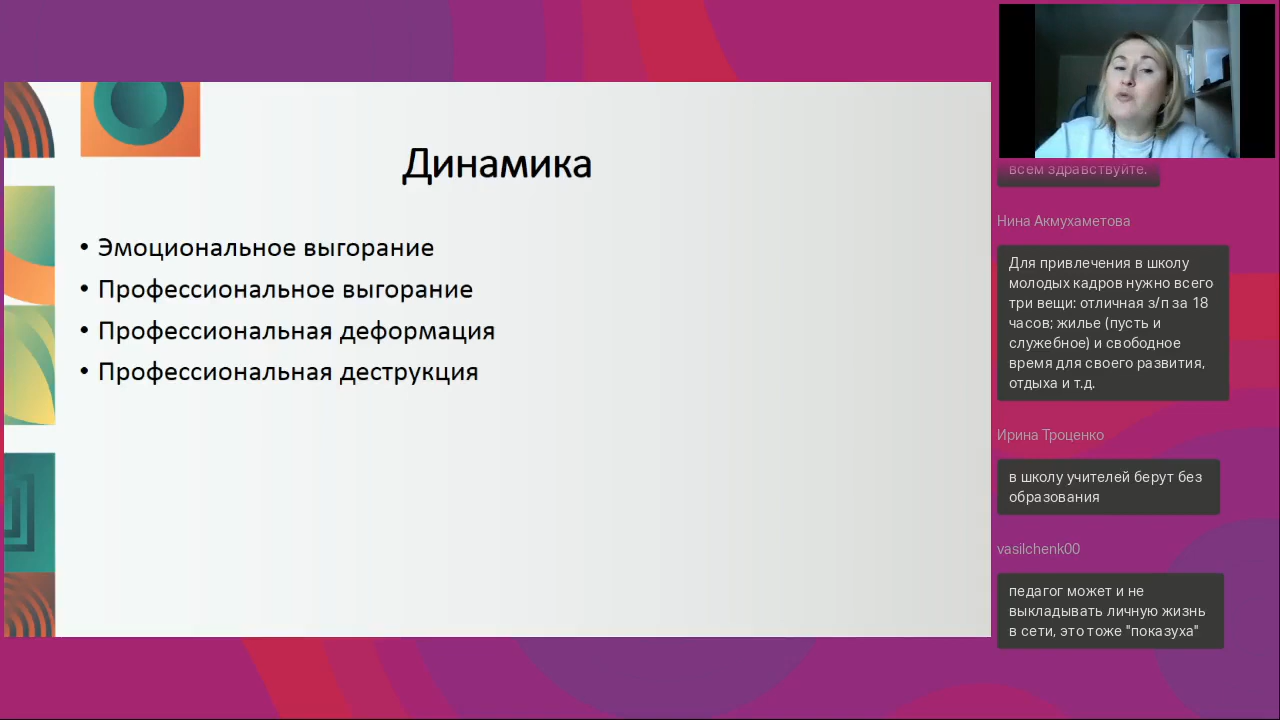 Динамика
• Эмоциональное выгорание
• Профессиональное выгорание
• Профессиональная деформация
• Профессиональная деструкция
всем здравствуйте.
Нина Акмухаметова
Для привлечения в школу
молодых кадров нужно всего
три вещи: отличная з/п за 18
часов; жилье (пусть и
служебное) и свободное
время для своего развития,
отдыха и т.д.
Ирина Троценко
в школу учителей берут без
образования
vasilchenk00
педагог может и не
выкладывать личную жизнь
в сети, это тоже "показуха"